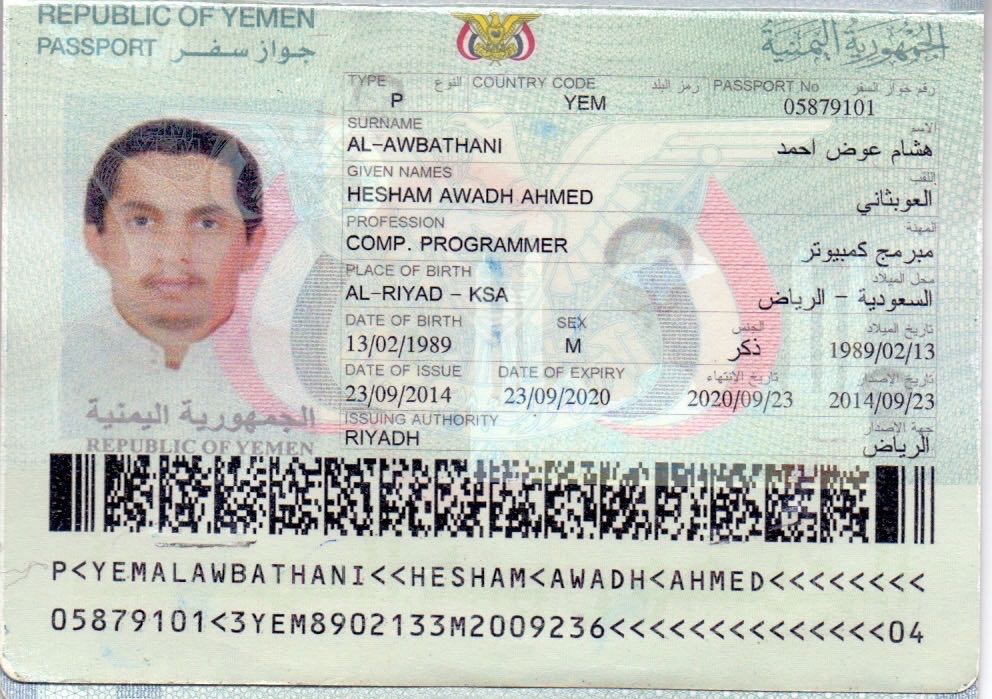 REPUBLIC OF YEMEN
الجمهورية اليمنية
PASSPORT جواز سفر
TYPE النوع COUNTRY CODE رمز البلد PASSPORT No رقم جواز السفر
P YEM 05879101
SURNAME الاسم
AL-AWBATHANI هشام عوض احمد
GIVEN NAMES اللقب
HESHAM AWADH AHMED العوبثاني
PROFESSION المهنة
COMP. PROGRAMMER مبرمج كمبيوتر
PLACE OF BIRTH محل الميلاد
AL-RIYAD - KSA السعودية - الرياض
DATE OF BIRTH SEX الجنس تاريخ الميلاد
13/02/1989 M ذكر 1989/02/13
DATE OF ISSUE DATE OF EXPIRY تاريخ الانتهاء تاريخ الاصدار
23/09/2014 23/09/2020 2020/09/23 2014/09/23
ISSUING AUTHORITY جهة الاصدار
RIYADH الرياض
الجمهورية اليمنية
REPUBLIC OF YEMEN
P<YEMALAWBATHANI<<HESHAM<AWADH<AHMED<<<<<<<<
05879101<3YEM8902133M2009236<<<<<<<<<<<<<<04